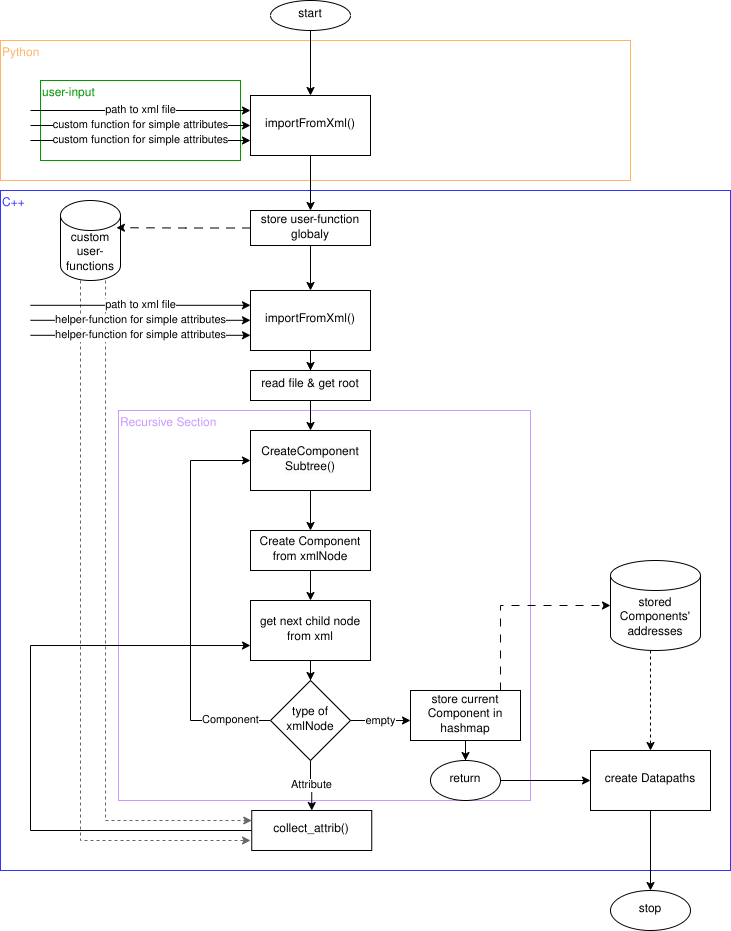 start
Python
user-input
path to xml file
custom function for simple attributes
custom function for simple attributes
importFromXml()
C++
custom
user-
functions
store user-function
globaly
path to xml file
helper-function for simple attributes
helper-function for simple attributes
importFromXml()
read file & get root
Recursive Section
CreateComponent
Subtree()
Create Component
from xmlNode
get next child node
from xml
stored
Components'
addresses
Component
type of
xmlNode
empty
store current
Component in
hashmap
return
create Datapaths
Attribute
collect_attrib()
stop